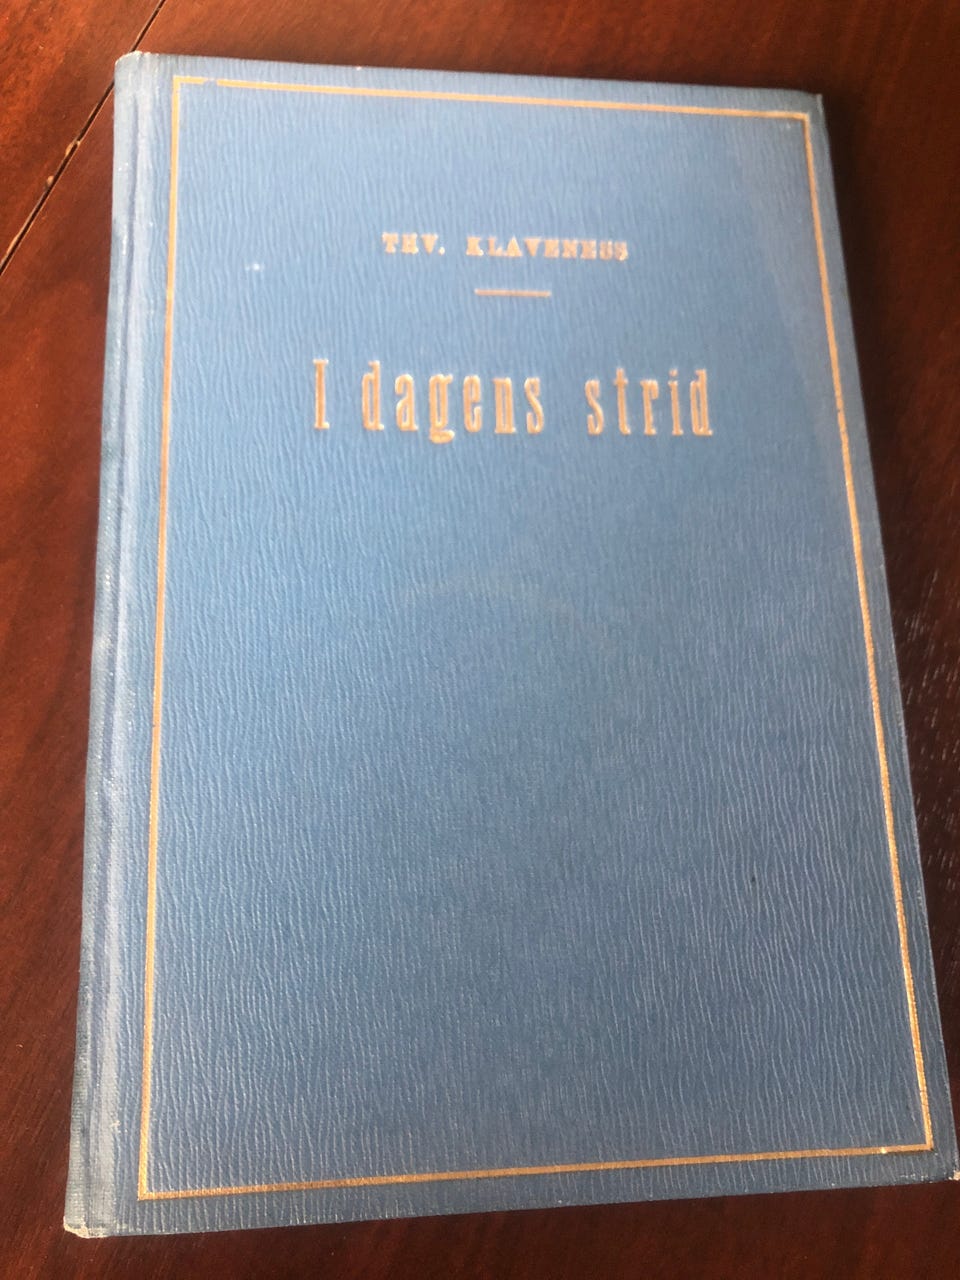 THV. KLAVENESS
I dagens strid